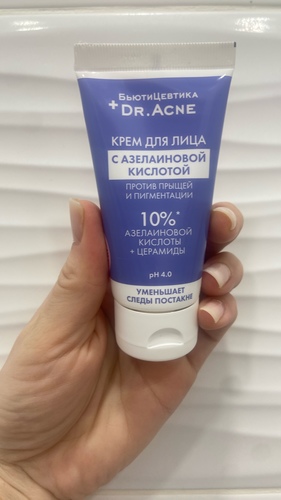 БьютиЦевтика
+DR.ACNE
КРЕМ ДЛЯ ЛИЦА
С АЗЕЛАИНОВОЙ
КИСЛОТОЙ
ПРОТИВ ПРЫЩЕЙ
И ПИГМЕНТАЦИИ
10%*
АЗЕЛАИНОВОЙ
КИСЛОТЫ
+ ЦЕРАМИДЫ
pH 4.0
УМЕНЬШАЕТ
СЛЕДЫ ПОСТАКНЕ